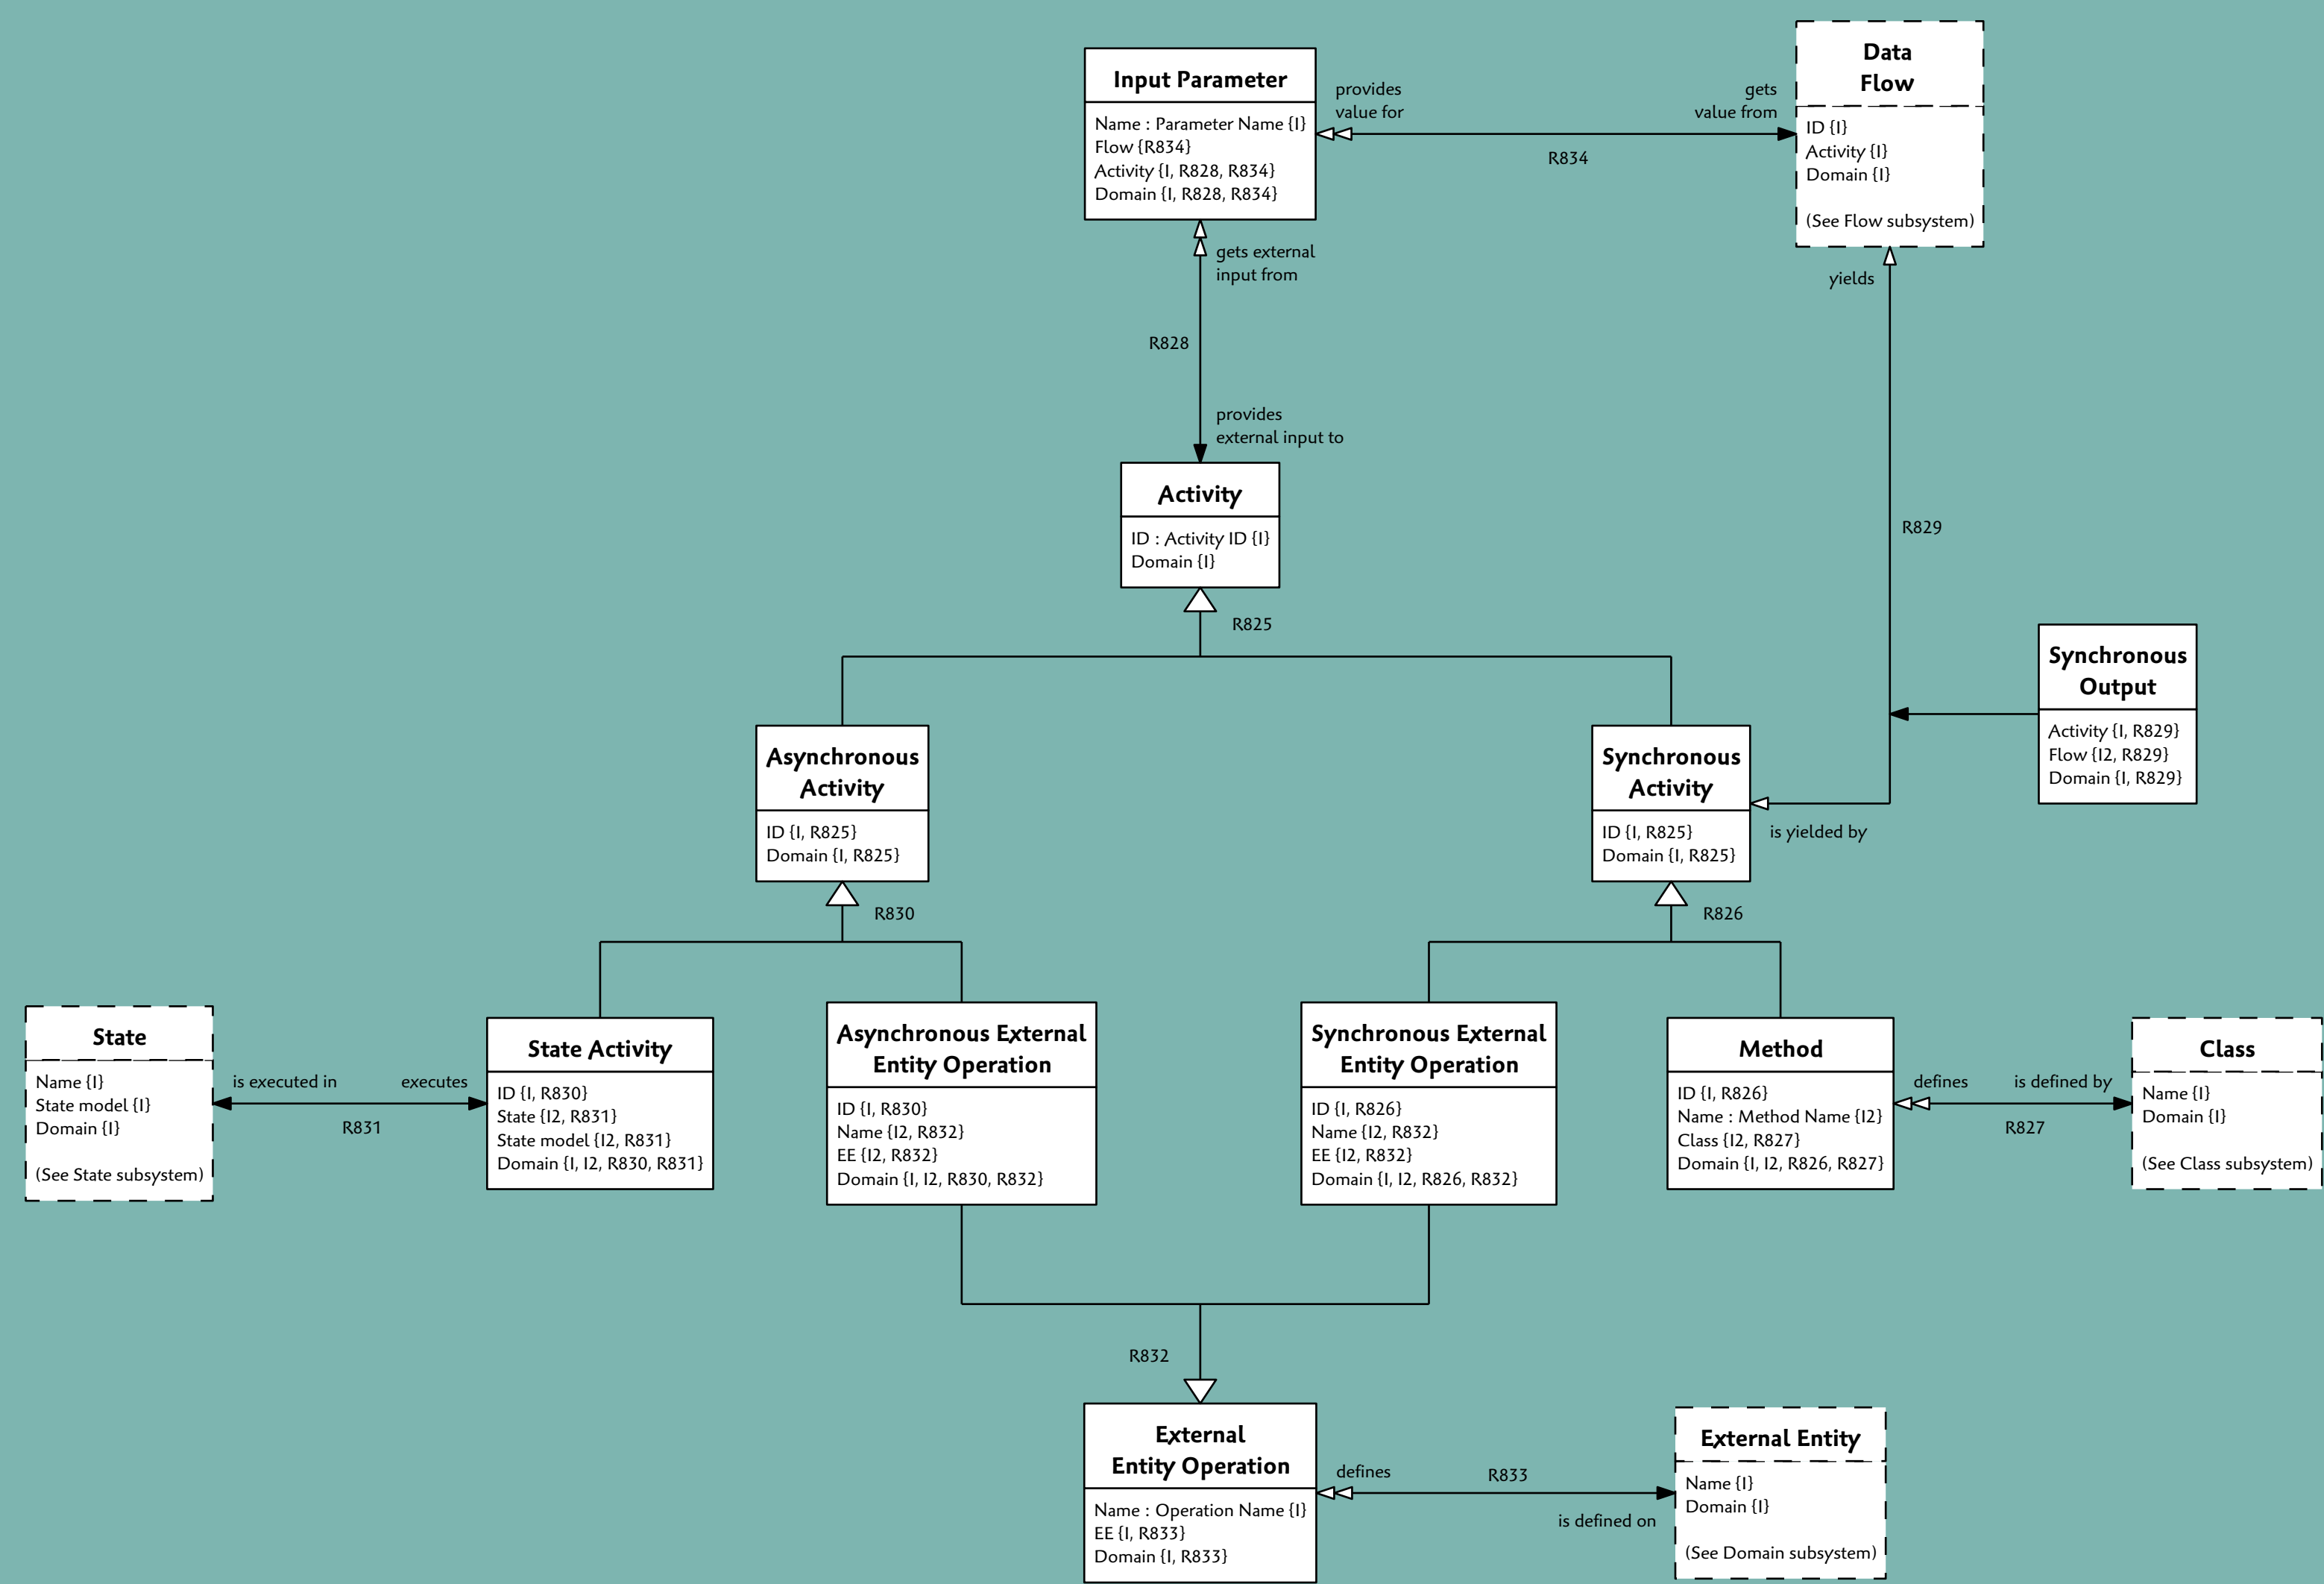 Input Parameter
Name : Parameter Name {I}
Flow {R834}
Activity {I, R828, R834}
Domain {I, R828, R834}
provides
value for
gets
value from
R834
Data
Flow
ID {I}
Activity {I}
Domain {I}
(See Flow subsystem)
gets external
input from
R828
provides
external input to
yields
R829
is yielded by
Activity
ID : Activity ID {I}
Domain {I}
R825
Synchronous
Output
Activity {I, R829}
Flow {I2, R829}
Domain {I, R829}
Asynchronous
Activity
ID {I, R825}
Domain {I, R825}
R830
Synchronous
Activity
ID {I, R825}
Domain {I, R825}
R826
State
Name {I}
State model {I}
Domain {I}
(See State subsystem)
is executed in
executes
R831
State Activity
ID {I, R830}
State {I2, R831}
State model {I2, R831}
Domain {I, I2, R830, R831}
Asynchronous External
Entity Operation
ID {I, R830}
Name {I2, R832}
EE {I2, R832}
Domain {I, I2, R830, R832}
Synchronous External
Entity Operation
ID {I, R826}
Name {I2, R832}
EE {I2, R832}
Domain {I, I2, R826, R832}
Method
ID {I, R826}
Name : Method Name {I2}
Class {I2, R827}
Domain {I, I2, R826, R827}
defines
is defined by
R827
Class
Name {I}
Domain {I}
(See Class subsystem)
R832
External
Entity Operation
Name : Operation Name {I}
EE {I, R833}
Domain {I, R833}
defines
R833
is defined on
External Entity
Name {I}
Domain {I}
(See Domain subsystem)